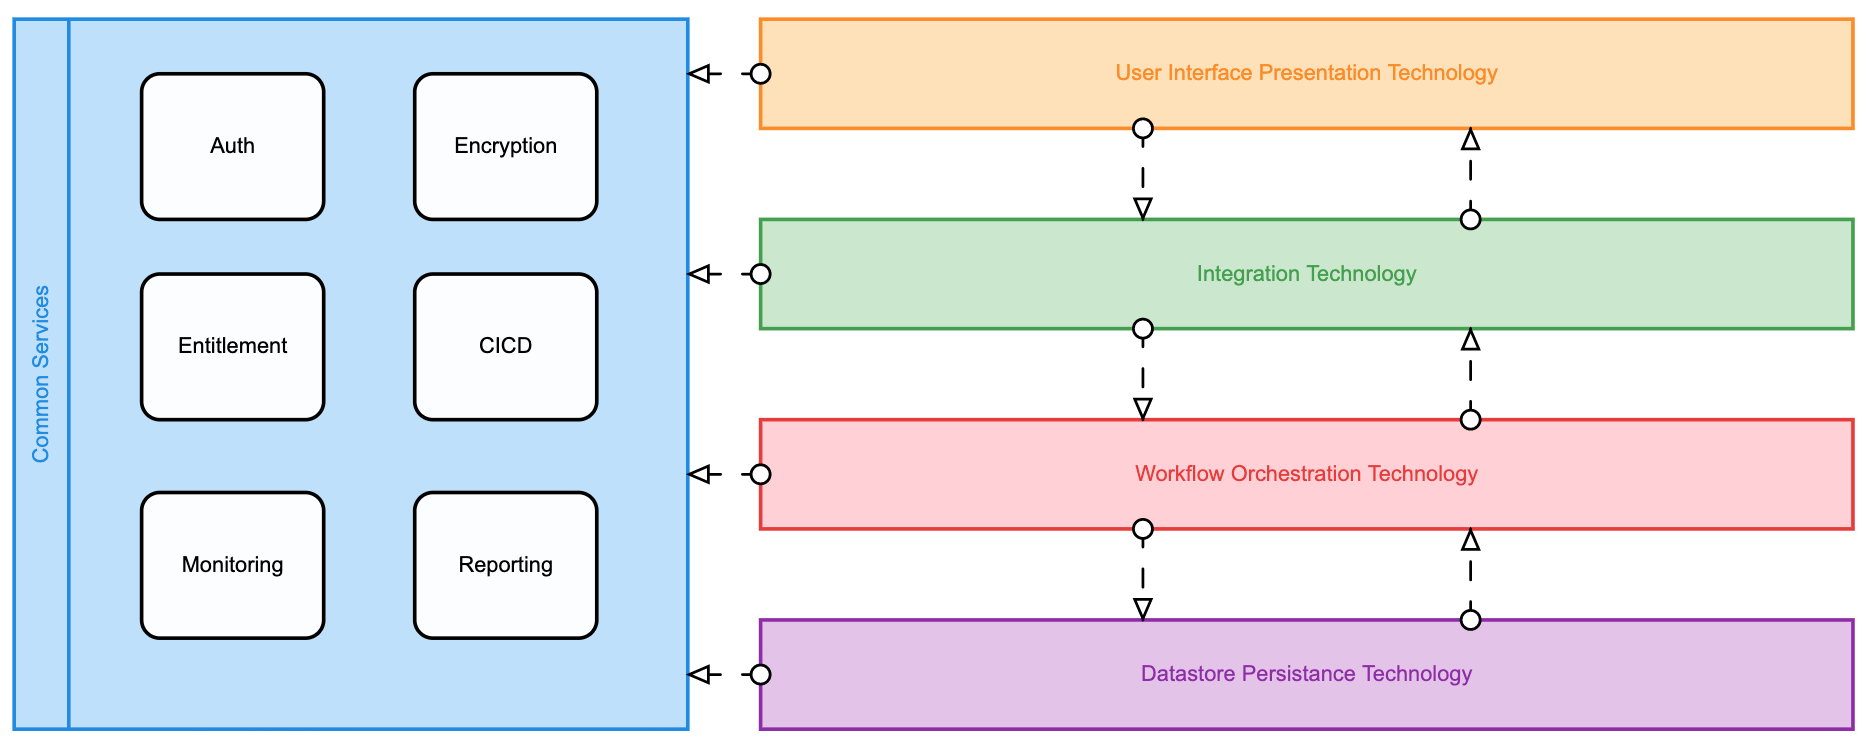 Common Services
Auth
Encryption
Entitlement
CICD
Monitoring
Reporting
User Interface Presentation Technology
Integration Technology
Workflow Orchestration Technology
Datastore Persistance Technology